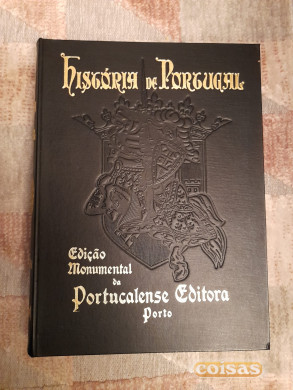 História de Portugal
Edição
Monumental
da
Portucalense Editora
Porto
coisas